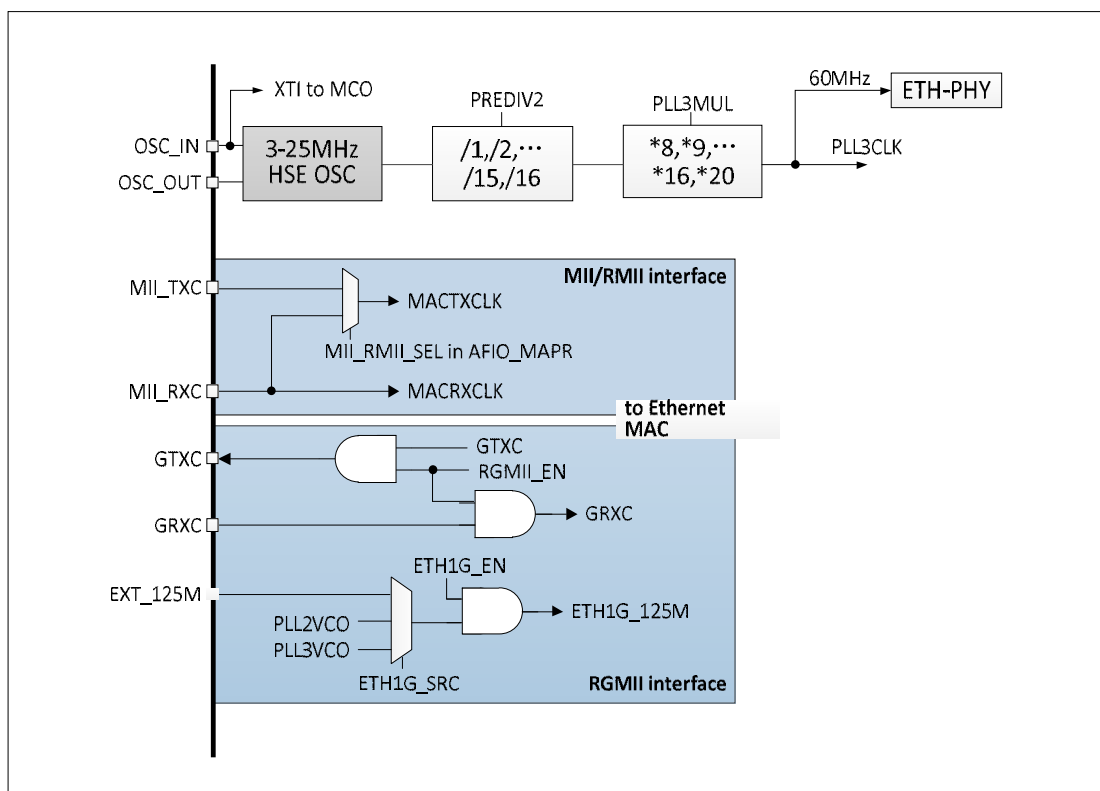 XTI to MCO
60MHz
ETH-PHY
PREDIV2
PLL3MUL
OSC_IN
3-25MHz
HSE OSC
/1,/2,…
/15,/16
*8,*9,…
*16,*20
PLL3CLK
OSC_OUT
MII/RMII interface
MII_TXC
MACTXCLK
MII_RMII_SEL in AFIO_MAPR
MII_RXC
MACRXCLK
to Ethernet
MAC
GTXC
GTXC
RGMII_EN
GRXC
GRXC
ETH1G_EN
EXT_125M
ETH1G_125M
PLL2VCO
PLL3VCO
ETH1G_SRC
RGMII interface